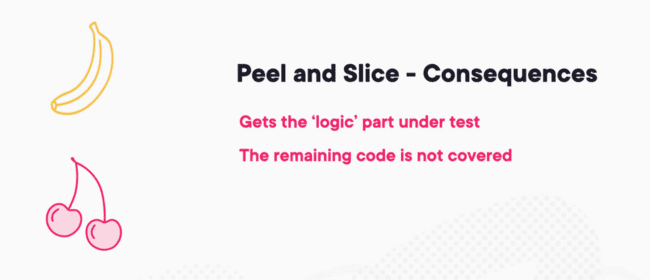 Peel and Slice - Consequences
Gets the ‘logic’ part under test
The remaining code is not covered